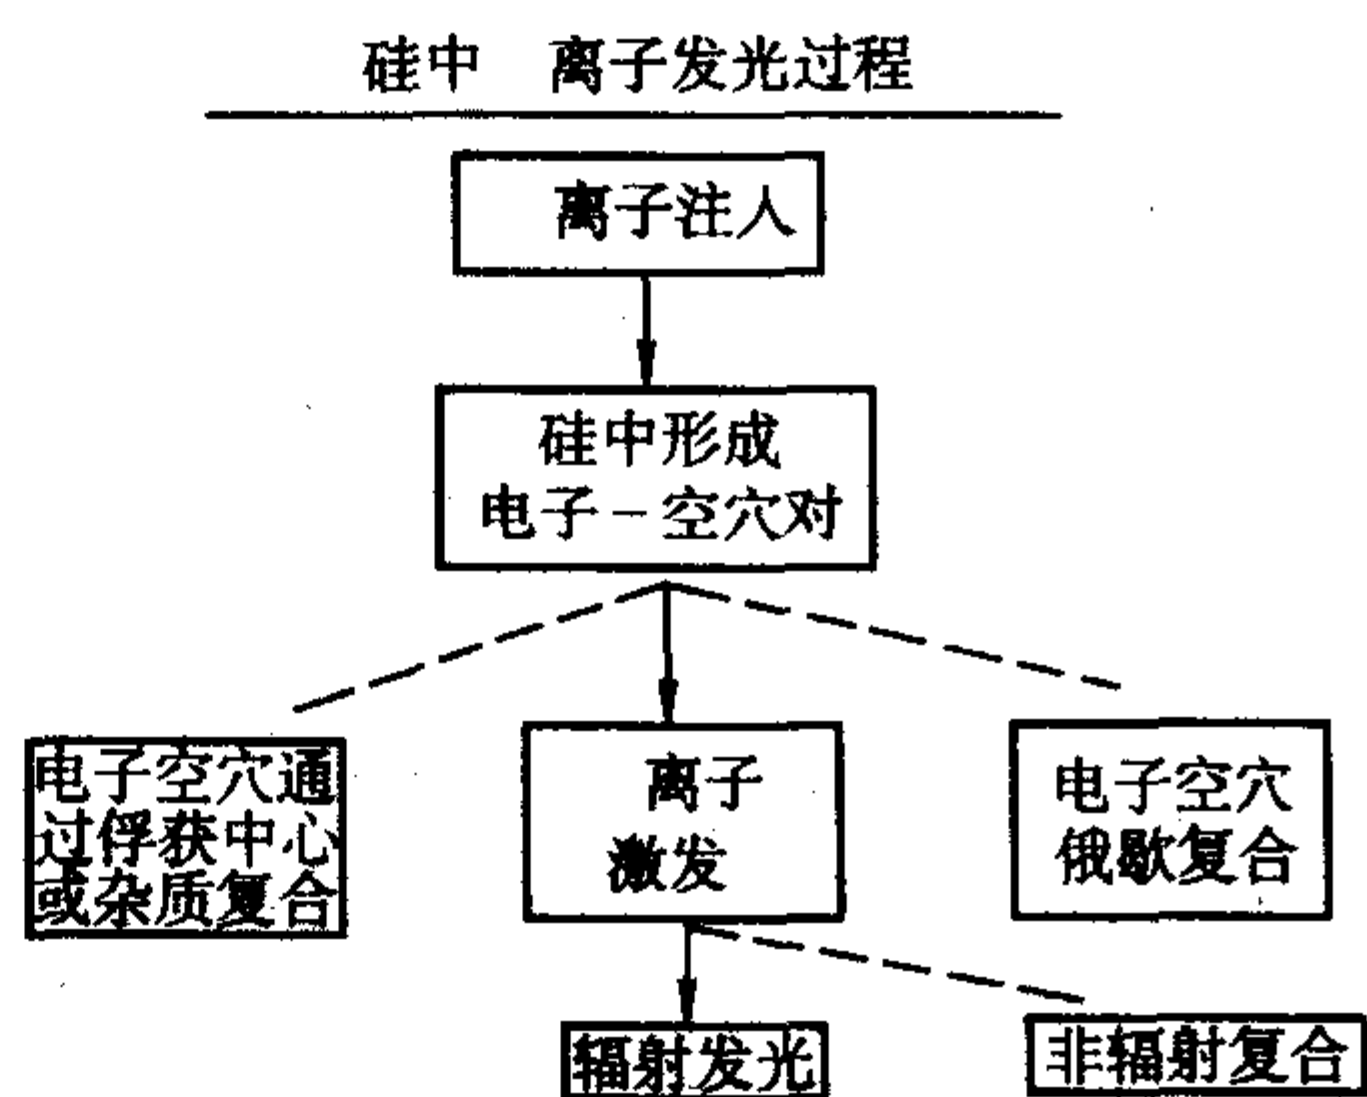 硅中 离子发光过程
离子注人
硅中形成
电子-空穴对
电子空穴通
过俘获中心
或杂质复合
离子
激发
电子空穴
俄歇复合
辐射发光
非辐射复合